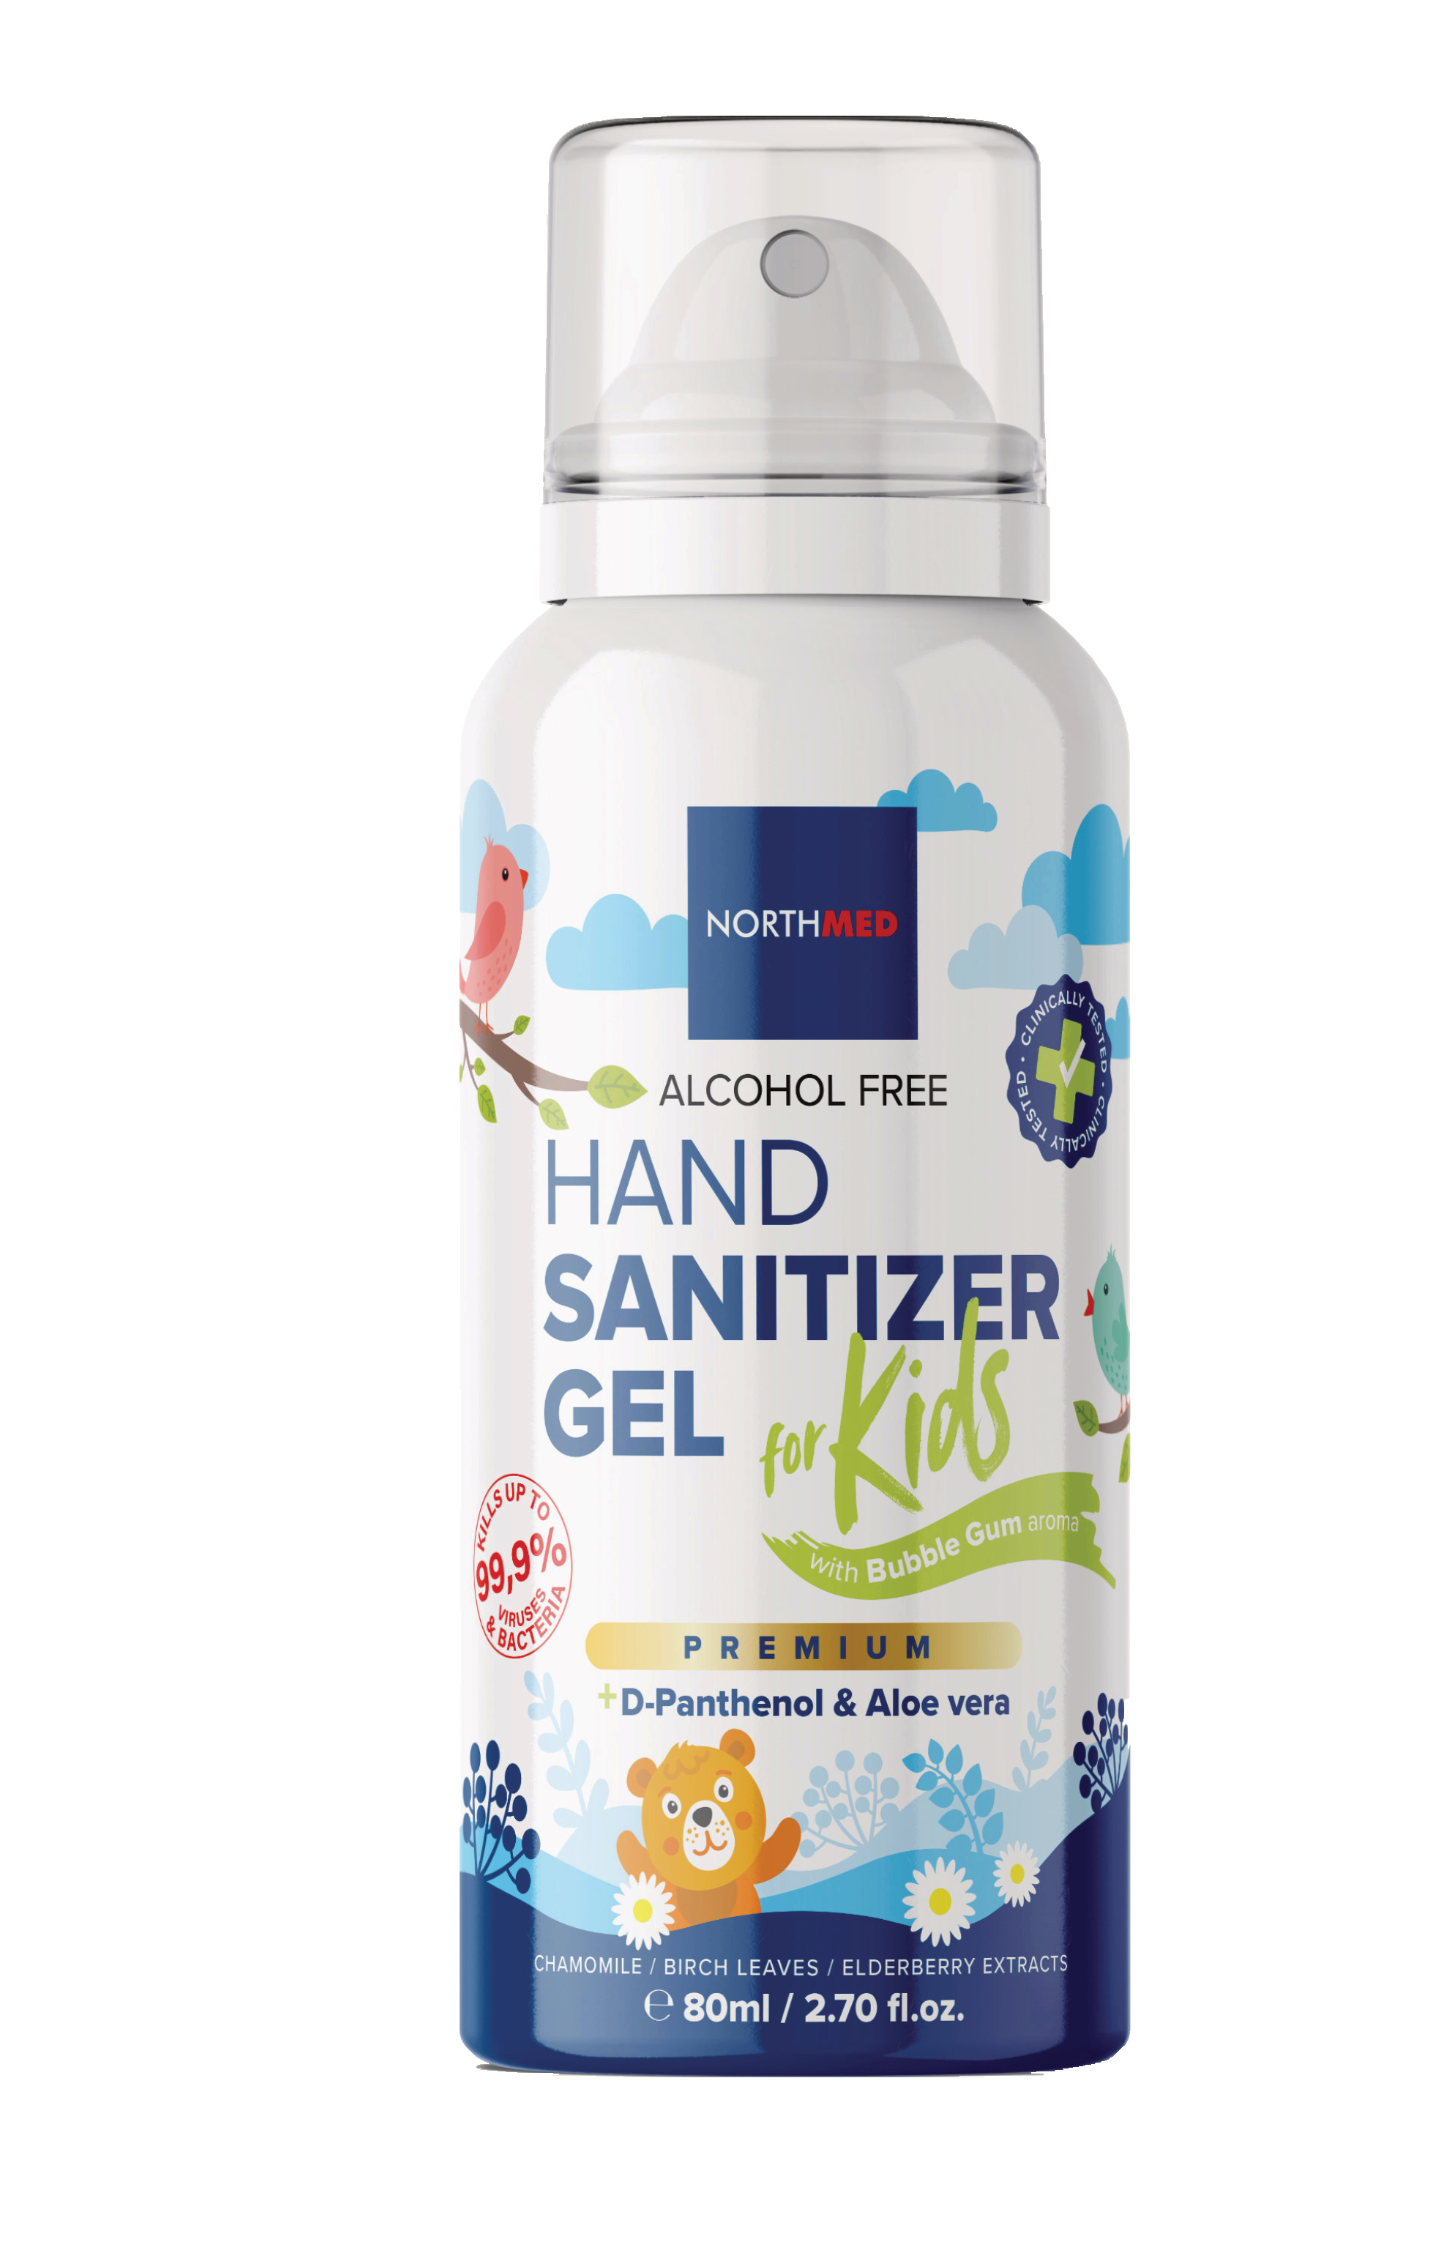 NORTHMED
CLINICALLY TESTED • CLINICALLY TESTED •
ALCOHOL FREE
HAND
SANITIZER
GEL
for Kids
with Bubble Gum aroma
KILLS UP TO
99,9%
VIRUSES
& BACTERIA
PREMIUM
+D-Panthenol & Aloe vera
CHAMOMILE / BIRCH LEAVES / ELDERBERRY EXTRACTS
℮ 80ml / 2.70 fl.oz.